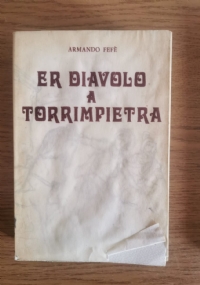 ARMANDO FEFÈ
ER DIAVOLO
A
TORRIMPIETRA